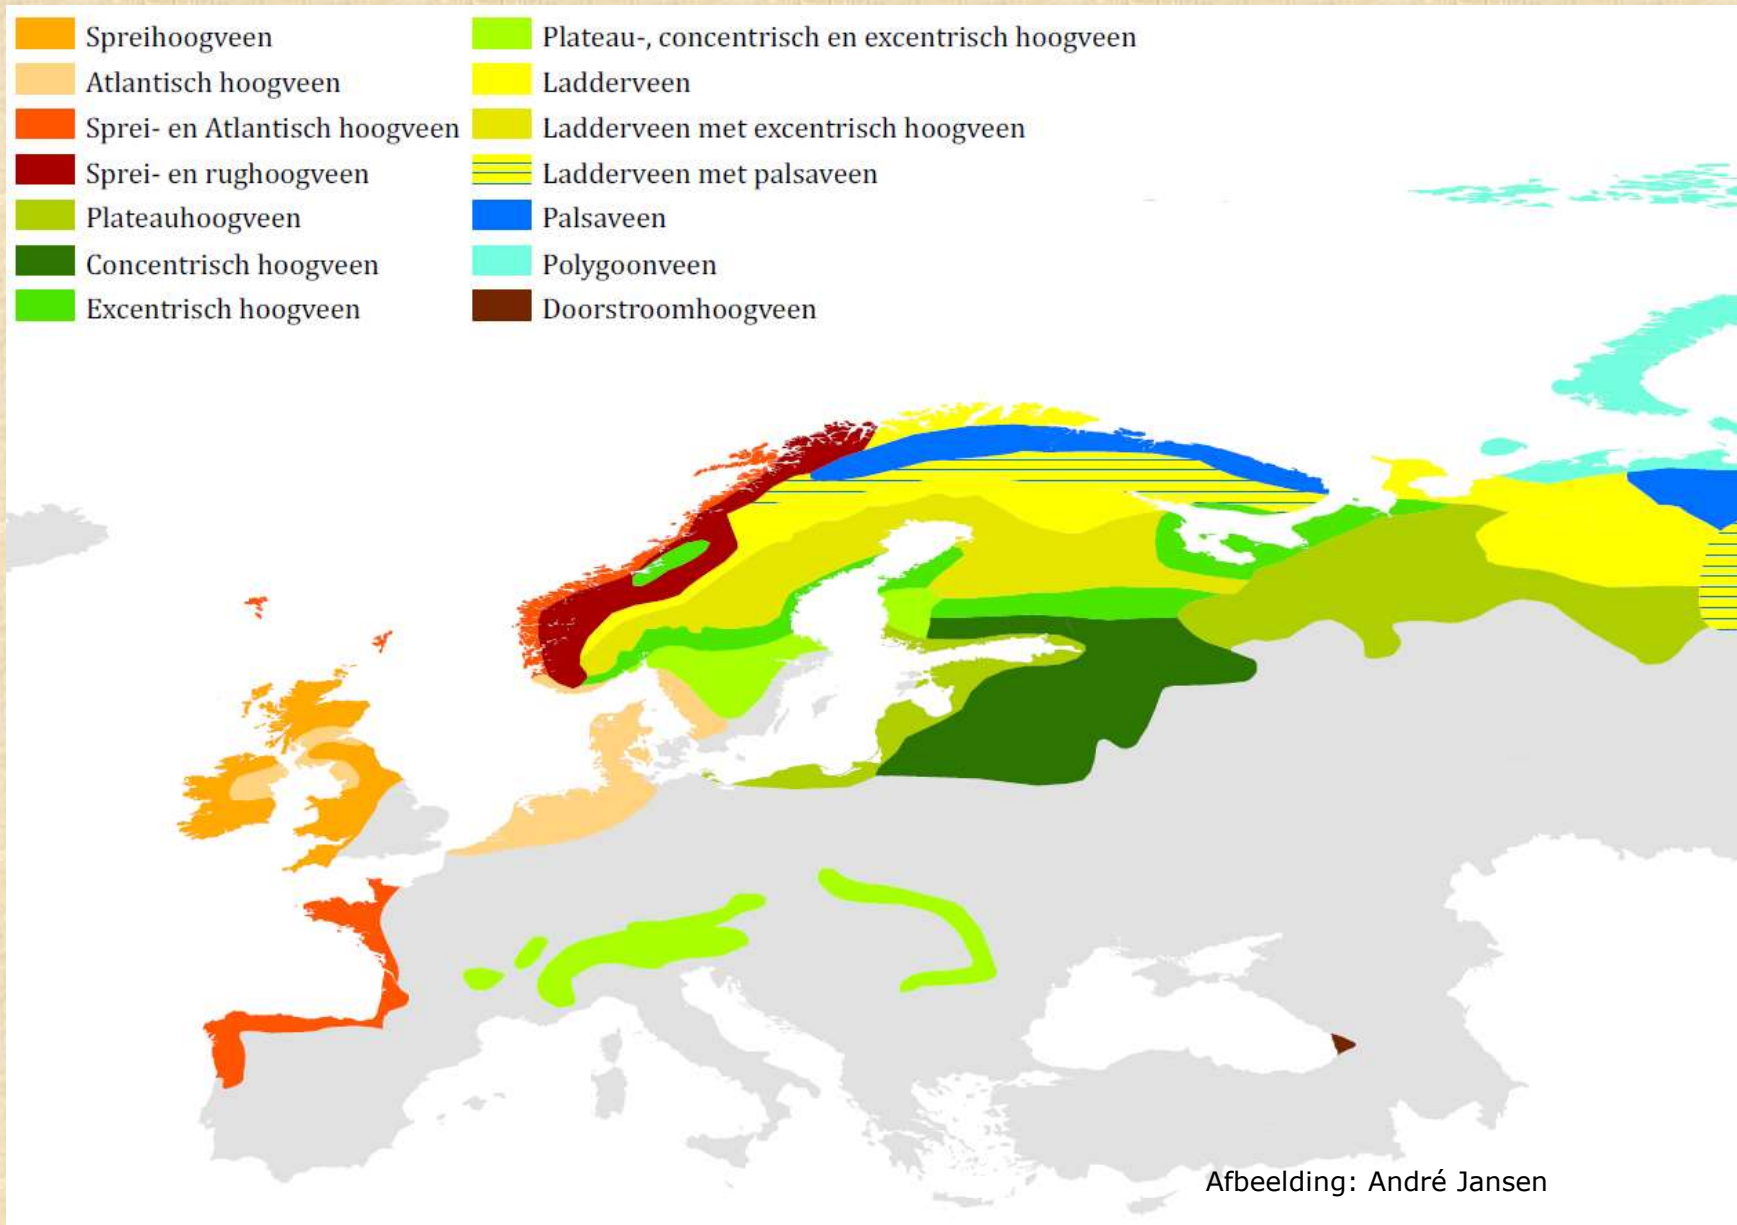 Spreihoogveen
Atlantisch hoogveen
Sprei- en Atlantisch hoogveen
Sprei- en rughoogveen
Plateauhoogveen
Concentrisch hoogveen
Excentrisch hoogveen
Plateau-, concentrisch en excentrisch hoogveen
Ladderveen
Ladderveen met excentrisch hoogveen
Ladderveen met palsaveen
Palsaveen
Polygoonveen
Doorstroomhoogveen
Afbeelding: André Jansen